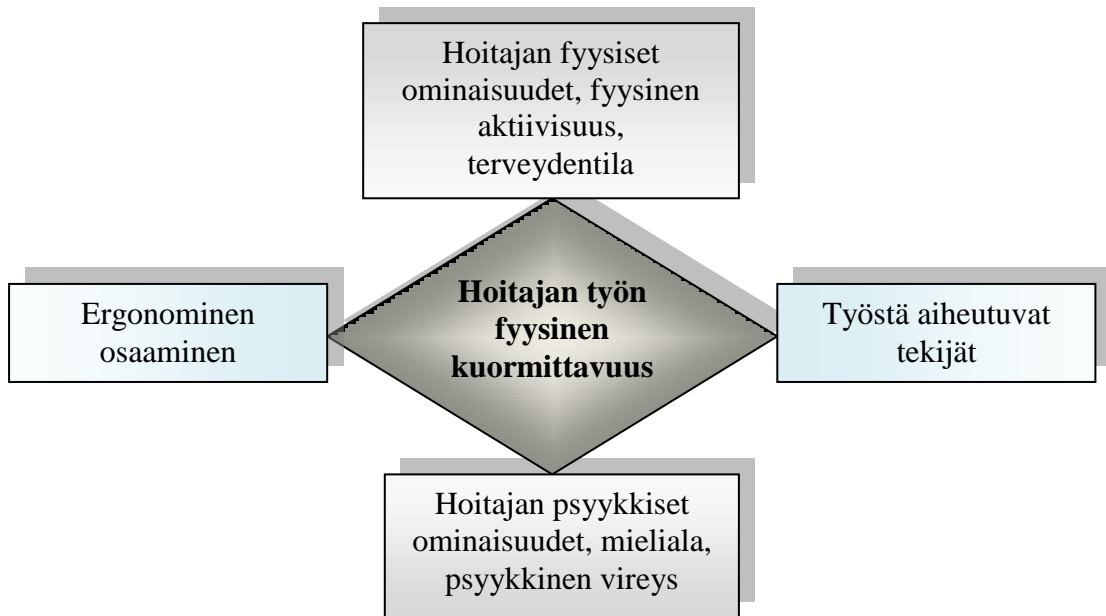 Hoitajan fyysiset
ominaisuudet, fyysinen
aktiivisuus,
terveydentila
Ergonominen
osaaminen
Hoitajan työn
fyysinen
kuormittavuus
Työstä aiheutuvat
tekijät
Hoitajan psyykkiset
ominaisuudet, mieliala,
psyykkinen vireys